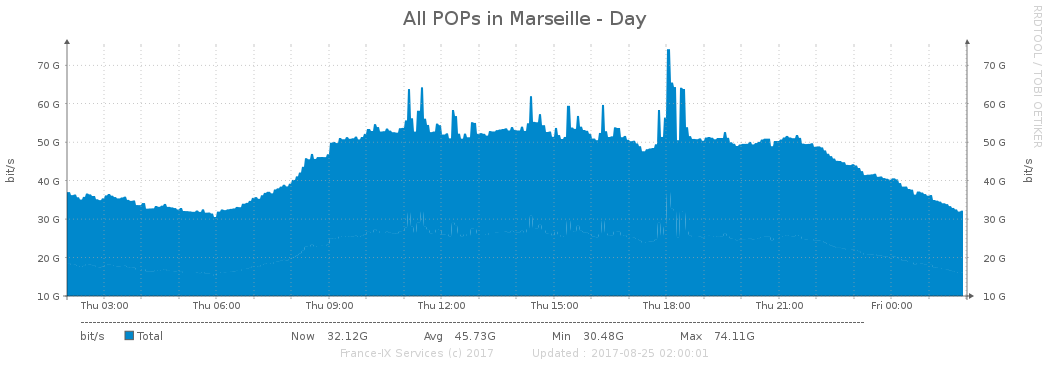 All POPs in Marseille - Day
RRDTOOL / TOBI OETIKER
bit/s
70 G 70 G
60 G 60 G
50 G 50 G
40 G 40 G
30 G 30 G
20 G 20 G
10 G 10 G
bit/s
Thu 03:00 Thu 06:00 Thu 09:00 Thu 12:00 Thu 15:00 Thu 18:00 Thu 21:00 Fri 00:00
bit/s Total Now 32.12G Avg 45.73G Min 30.48G Max 74.11G
France-IX Services (c) 2017 Updated : 2017-08-25 02:00:01